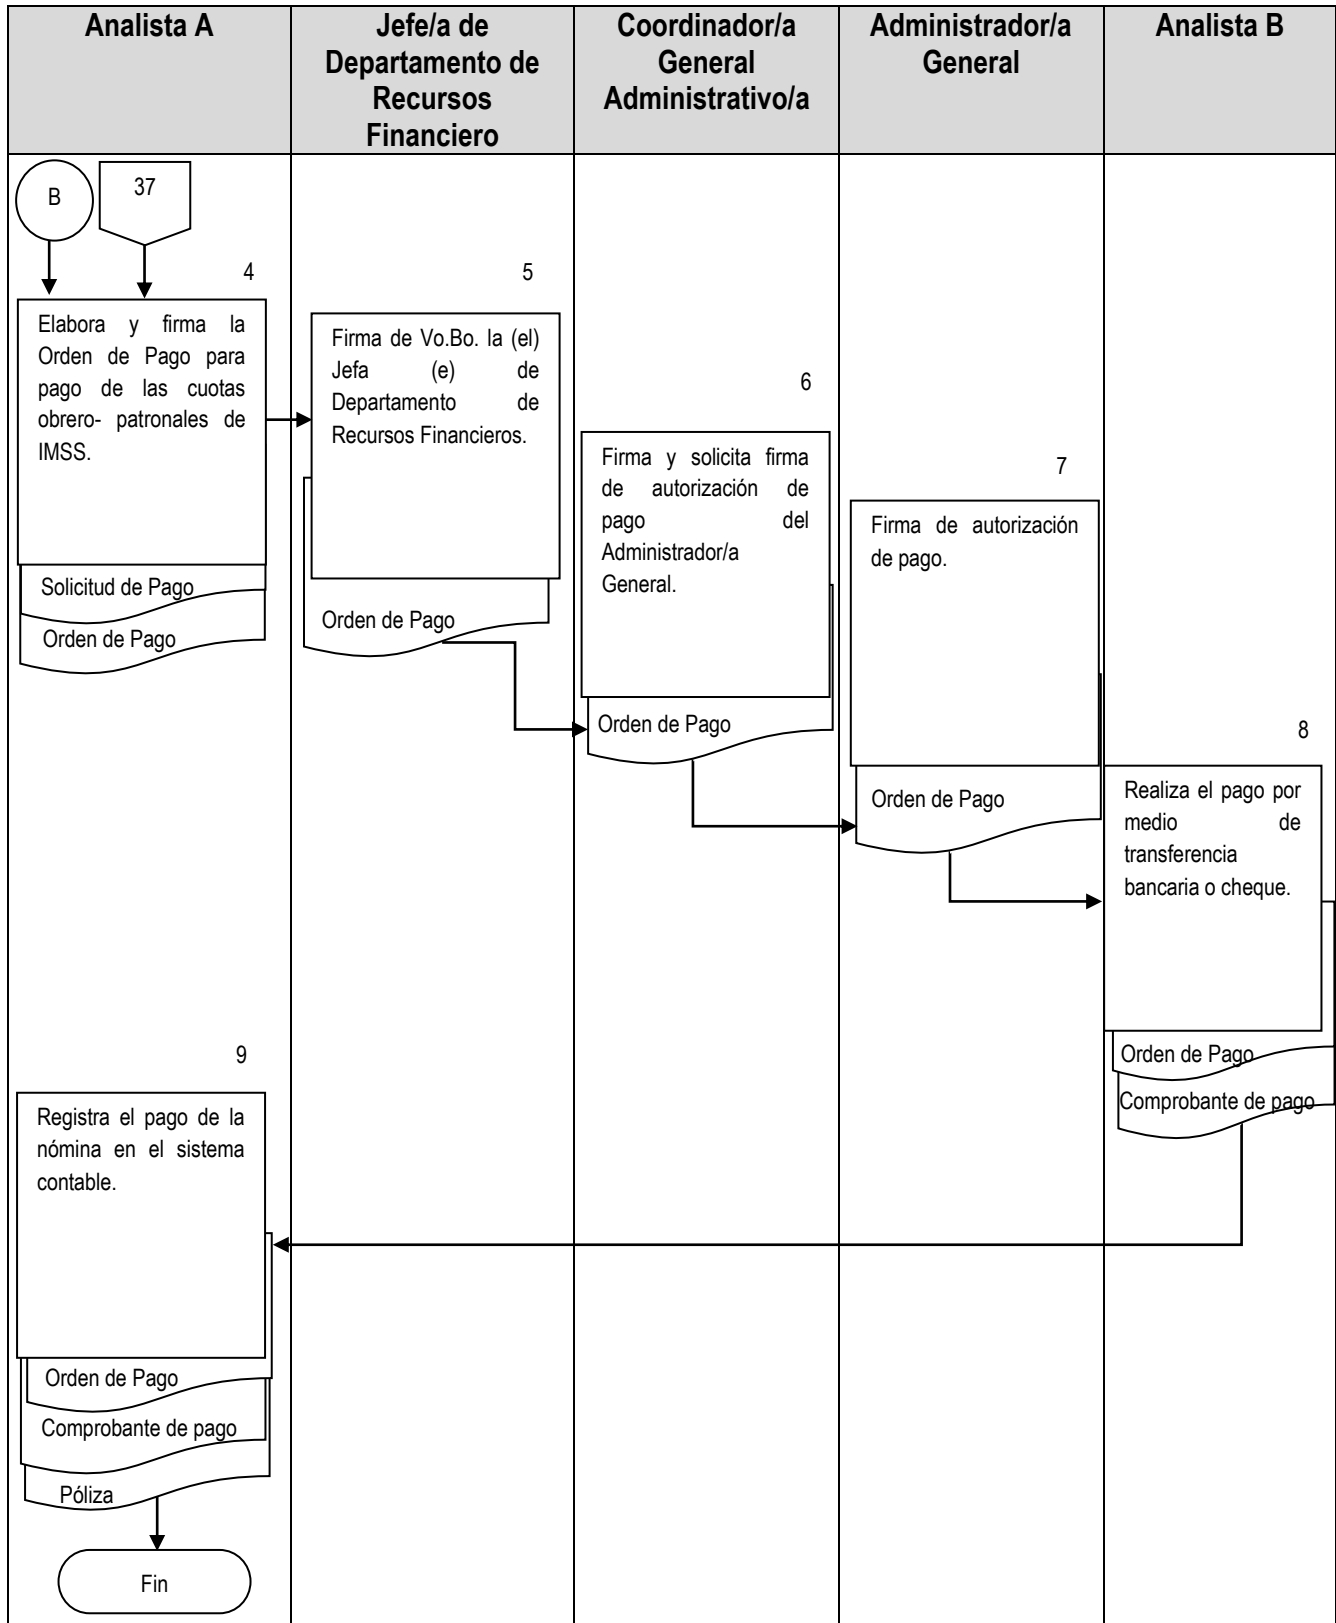 Analista A
Jefe/a de
Departamento de
Recursos
Financiero
Coordinador/a
General
Administrativo/a
Administrador/a
General
Analista B
B
37
4
Elabora y firma la
Orden de Pago para
pago de las cuotas
obrero- patronales de
IMSS.
Solicitud de Pago
Orden de Pago
5
Firma de Vo.Bo. la (el)
Jefa (e) de
Departamento de
Recursos Financieros.
Orden de Pago
6
Firma y solicita firma
de autorización de
pago del
Administrador/a
General.
Orden de Pago
7
Firma de autorización
de pago.
Orden de Pago
8
Realiza el pago por
medio de
transferencia
bancaria o cheque.
Orden de Pago
Comprobante de pago
9
Registra el pago de la
nómina en el sistema
contable.
Orden de Pago
Comprobante de pago
Póliza
Fin